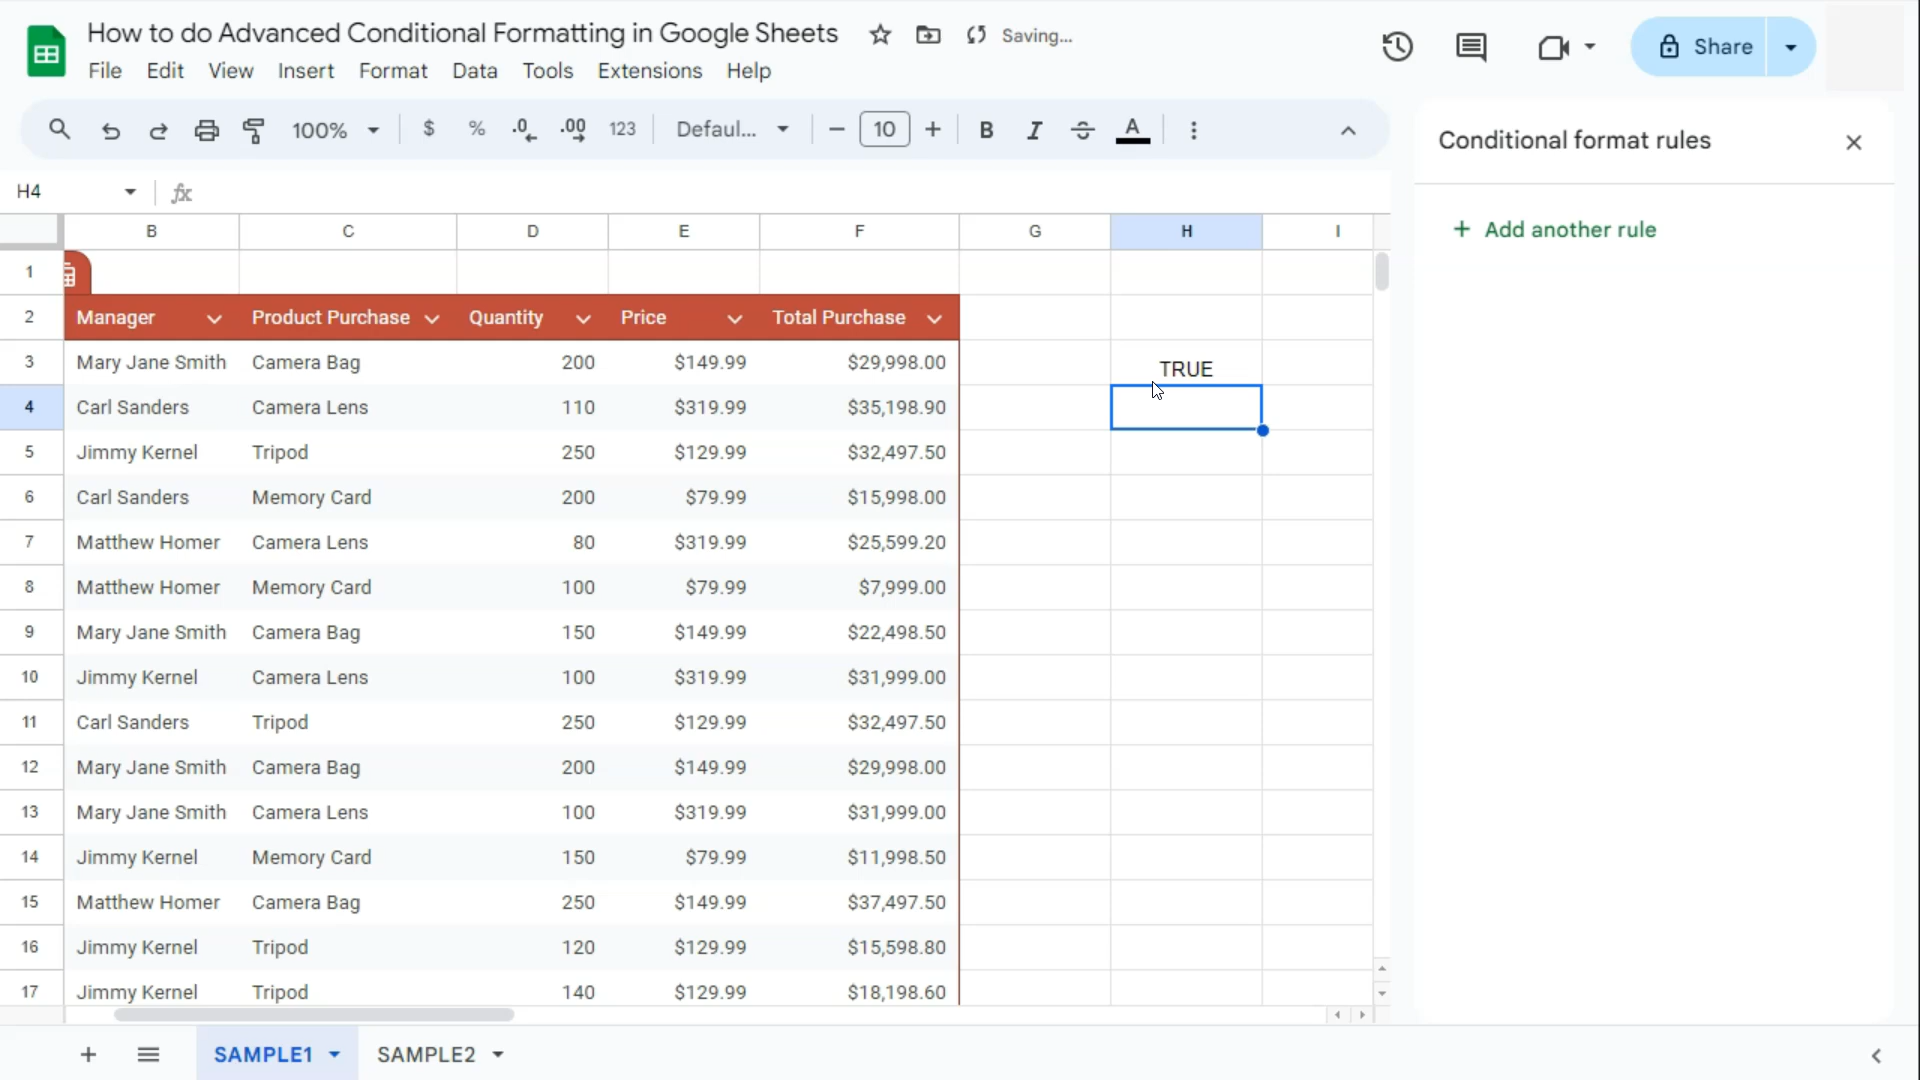 How to do Advanced Conditional Formatting in Google Sheets Saving...
File Edit View Insert Format Data Tools Extensions Help
Share
100% $ % .0 .00 123 Defaul... 10 B I S A
Conditional format rules
H4 fx
+ Add another rule
B C D E F G H I
1
2 Manager Product Purchase Quantity Price Total Purchase
3 Mary Jane Smith Camera Bag 200 $149.99 $29,998.00 TRUE
4 Carl Sanders Camera Lens 110 $319.99 $35,198.90
5 Jimmy Kernel Tripod 250 $129.99 $32,497.50
6 Carl Sanders Memory Card 200 $79.99 $15,998.00
7 Matthew Homer Camera Lens 80 $319.99 $25,599.20
8 Matthew Homer Memory Card 100 $79.99 $7,999.00
9 Mary Jane Smith Camera Bag 150 $149.99 $22,498.50
10 Jimmy Kernel Camera Lens 100 $319.99 $31,999.00
11 Carl Sanders Tripod 250 $129.99 $32,497.50
12 Mary Jane Smith Camera Bag 200 $149.99 $29,998.00
13 Mary Jane Smith Camera Lens 100 $319.99 $31,999.00
14 Jimmy Kernel Memory Card 150 $79.99 $11,998.50
15 Matthew Homer Camera Bag 250 $149.99 $37,497.50
16 Jimmy Kernel Tripod 120 $129.99 $15,598.80
17 Jimmy Kernel Tripod 140 $129.99 $18,198.60
SAMPLE1 SAMPLE2